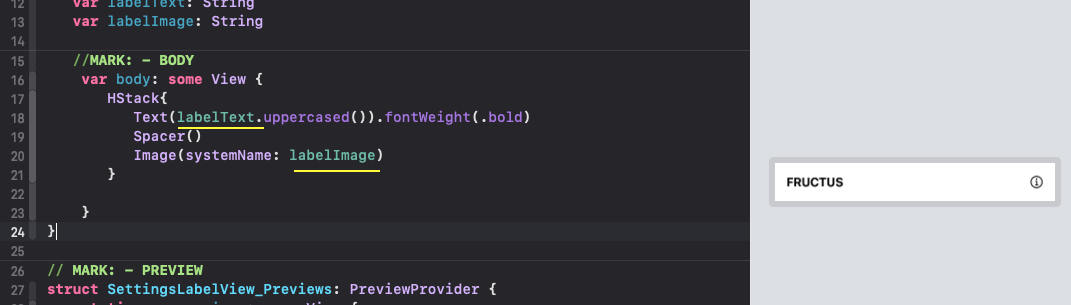 12 var labelText: String
13 var labelImage: String
14
15 //MARK: - BODY
16 var body: some View {
17 HStack{
18 Text(labelText.uppercased()).fontWeight(.bold)
19 Spacer()
20 Image(systemName: labelImage)
21 }
22
23 }
24 }
25
26 // MARK: - PREVIEW
27 struct SettingsLabelView_Previews: PreviewProvider {
FRUCTUS